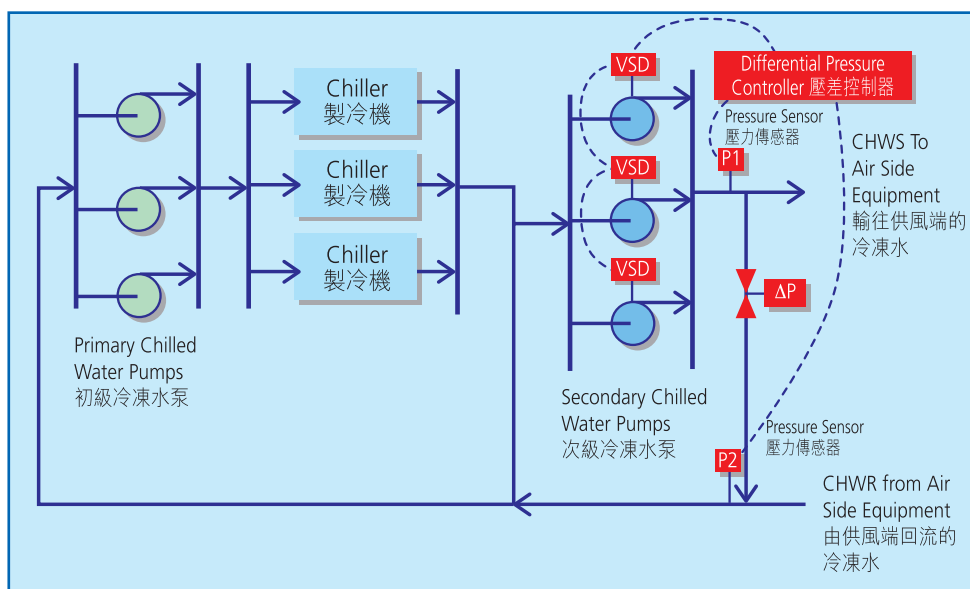 VSD
Differential Pressure
Controller 壓差控制器
Chiller
製冷機
Pressure Sensor
壓力傳感器
P1
CHWS To
Air Side
Equipment
輸往供風端的
冷凍水
Chiller
製冷機
VSD
Chiller
製冷機
VSD
ΔP
Primary Chilled
Water Pumps
初級冷凍水泵
Secondary Chilled
Water Pumps
次級冷凍水泵
Pressure Sensor
壓力傳感器
P2
CHWR from Air
Side Equipment
由供風端回流的
冷凍水